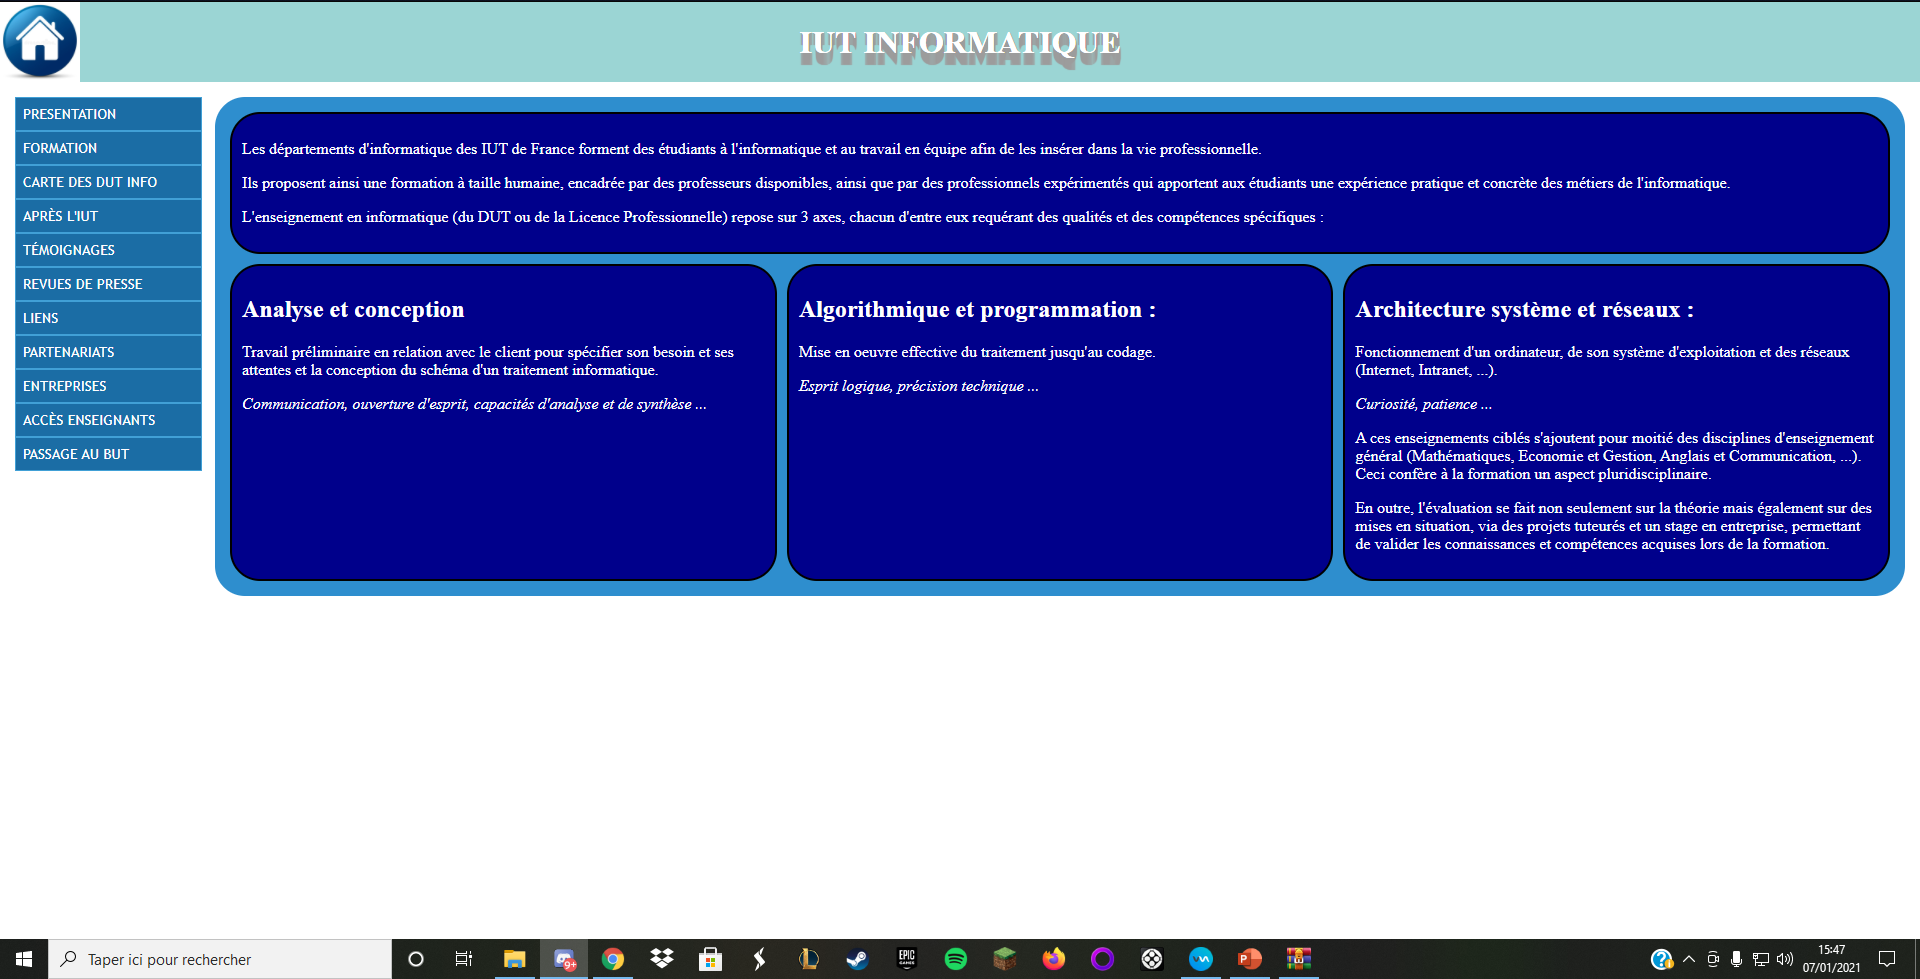 IUT INFORMATIQUE
PRESENTATION
FORMATION
CARTE DES DUT INFO
APRÈS L'IUT
TÉMOIGNAGES
REVUES DE PRESSE
LIENS
PARTENARIATS
ENTREPRISES
ACCÈS ENSEIGNANTS
PASSAGE AU BUT
Les départements d'informatique des IUT de France forment des étudiants à l'informatique et au travail en équipe afin de les insérer dans la vie professionnelle.
Ils proposent ainsi une formation à taille humaine, encadrée par des professeurs disponibles, ainsi que par des professionnels expérimentés qui apportent aux étudiants une expérience pratique et concrète des métiers de l'informatique.
L'enseignement en informatique (du DUT ou de la Licence Professionnelle) repose sur 3 axes, chacun d'entre eux requérant des qualités et des compétences spécifiques :
Analyse et conception
Travail préliminaire en relation avec le client pour spécifier son besoin et ses
attentes et la conception du schéma d'un traitement informatique.
Communication, ouverture d'esprit, capacités d'analyse et de synthèse ...
Algorithmique et programmation :
Mise en oeuvre effective du traitement jusqu'au codage.
Esprit logique, précision technique ...
Architecture système et réseaux :
Fonctionnement d'un ordinateur, de son système d'exploitation et des réseaux
(Internet, Intranet, ...).
Curiosité, patience ...
A ces enseignements ciblés s'ajoutent pour moitié des disciplines d'enseignement
général (Mathématiques, Economie et Gestion, Anglais et Communication, ...).
Ceci confère à la formation un aspect pluridisciplinaire.
En outre, l'évaluation se fait non seulement sur la théorie mais également sur des
mises en situation, via des projets tuteurés et un stage en entreprise, permettant
de valider les connaissances et compétences acquises lors de la formation.
Taper ici pour rechercher
9+
EPIC
GAMES
P
15:47
07/01/2021